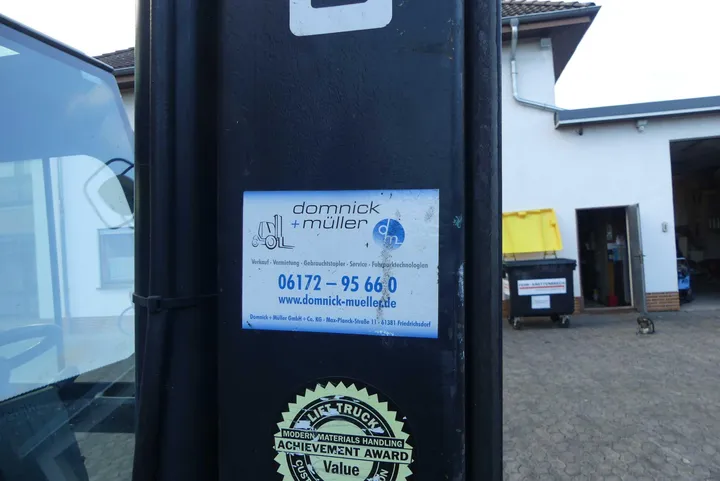 domnick
+ müller
dm
Verkauf - Vermietung - Gebrauchtstapler - Service - Fuhrparktechnologien
06172 – 95 66 0
www.domnick-mueller.de
Domnick + Müller GmbH + Co. KG - Max-Planck-Straße 11 - 61381 Friedrichsdorf
LIFT TRUCK
MODERN MATERIALS HANDLING
ACHIEVEMENT AWARD
Value